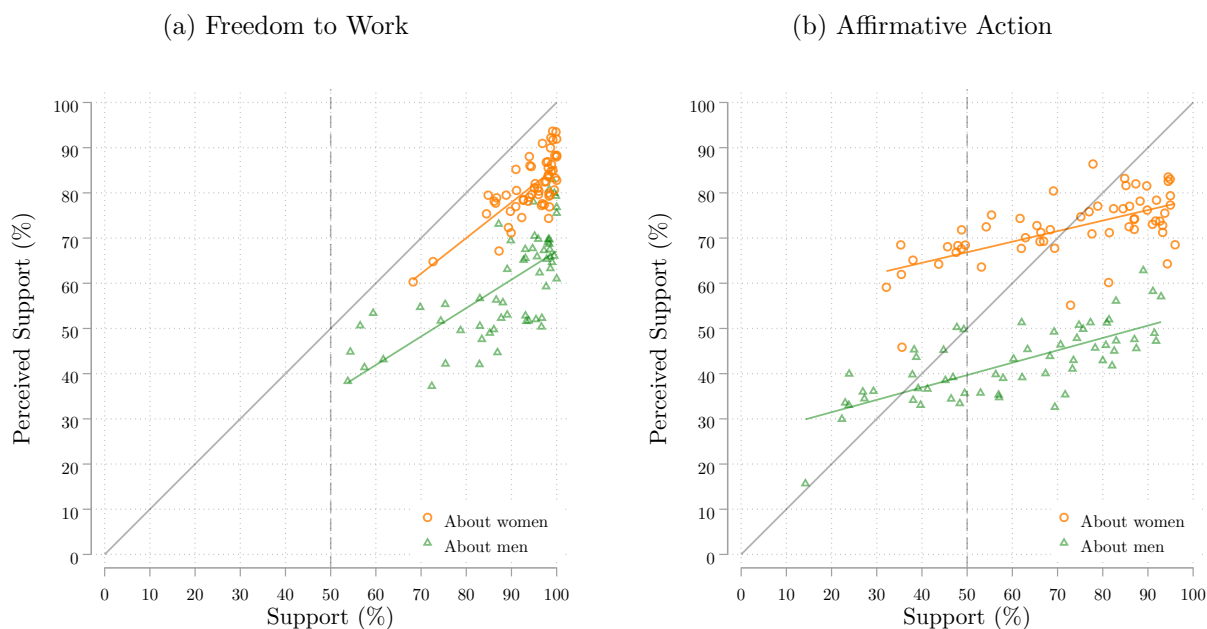 (a) Freedom to Work
Perceived Support (%)
100
90
80
70
60
50
40
30
20
10
0
About women
About men
0 10 20 30 40 50 60 70 80 90 100
Support (%)
(b) Affirmative Action
Perceived Support (%)
100
90
80
70
60
50
40
30
20
10
0
About women
About men
0 10 20 30 40 50 60 70 80 90 100
Support (%)